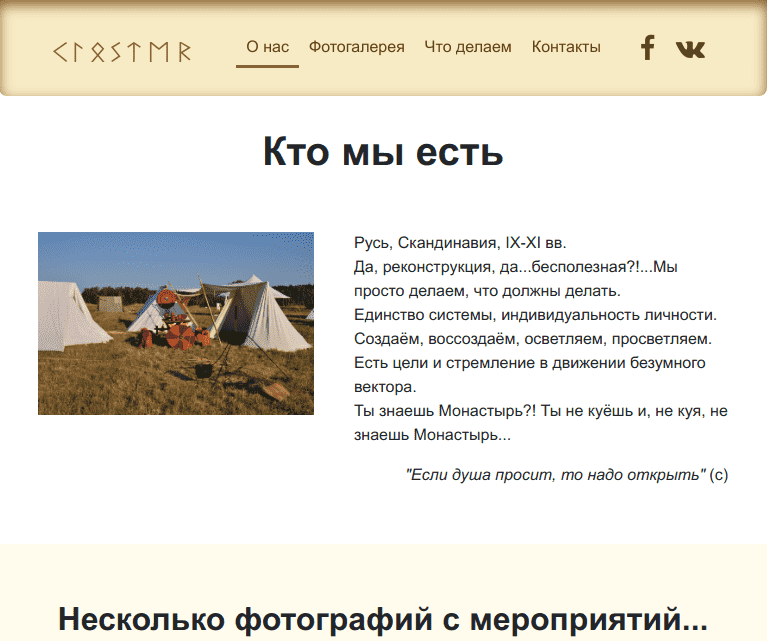 ᚲᛚᛟᛊᛏᛖᚱ
О нас Фотогалерея Что делаем Контакты
Кто мы есть
Русь, Скандинавия, IX-XI вв.
Да, реконструкция, да...бесполезная?!...Мы
просто делаем, что должны делать.
Единство системы, индивидуальность личности.
Создаём, воссоздаём, осветляем, просветляем.
Есть цели и стремление в движении безумного
вектора.
Ты знаешь Монастырь?! Ты не куёшь и, не куя, не
знаешь Монастырь...
"Если душа просит, то надо открыть" (с)
Несколько фотографий с мероприятий...